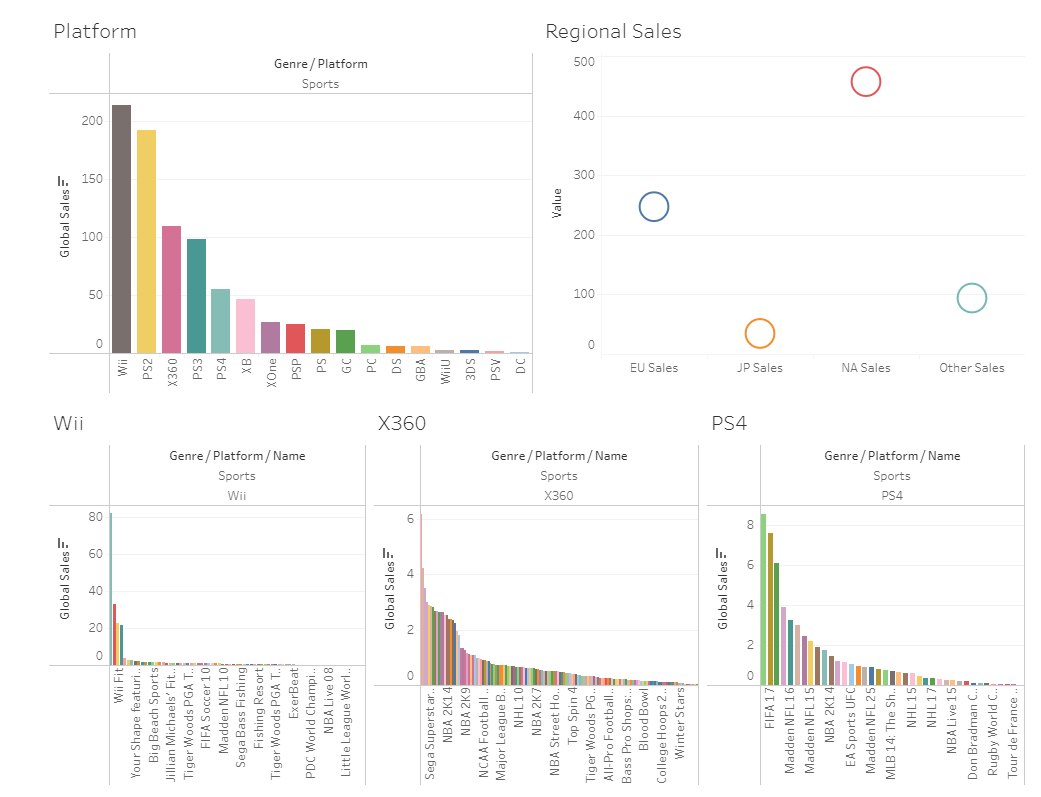 Platform
Genre / Platform
Sports
Global Sales
200
150
100
50
0
Wii
PS2
X360
PS3
PS4
XB
XOne
PSP
PS
GC
PC
DS
GBA
WiiU
3DS
PSV
DC
Regional Sales
Value
500
400
300
200
100
0
EU Sales
JP Sales
NA Sales
Other Sales
Wii
Genre / Platform / Name
Sports
Wii
Global Sales
80
60
40
20
0
Wii Fit
Your Shape featuri..
Big Beach Sports
Jillian Michaels' Fit..
Tiger Woods PGA T..
FIFA Soccer 10
Madden NFL 10
Sega Bass Fishing
Fishing Resort
Tiger Woods PGA T..
ExerBeat
PDC World Champi..
NBA Live 08
Little League Worl..
X360
Genre / Platform / Name
Sports
X360
Global Sales
6
4
2
0
Sega Superstar..
NBA 2K14
NBA 2K9
NCAA Football ..
Major League B..
NHL 10
NBA 2K7
NBA Street Ho..
Top Spin 4
Tiger Woods PG..
All-Pro Football..
Bass Pro Shops:..
Blood Bowl
College Hoops 2..
Winter Stars
PS4
Genre / Platform / Name
Sports
PS4
Global Sales
8
6
4
2
0
FIFA 17
Madden NFL 16
Madden NFL 15
NBA 2K14
EA Sports UFC
Madden NFL 25
MLB 14: The Sh..
NHL 15
NHL 17
NBA Live 15
Don Bradman C..
Rugby World C..
Tour de France ..